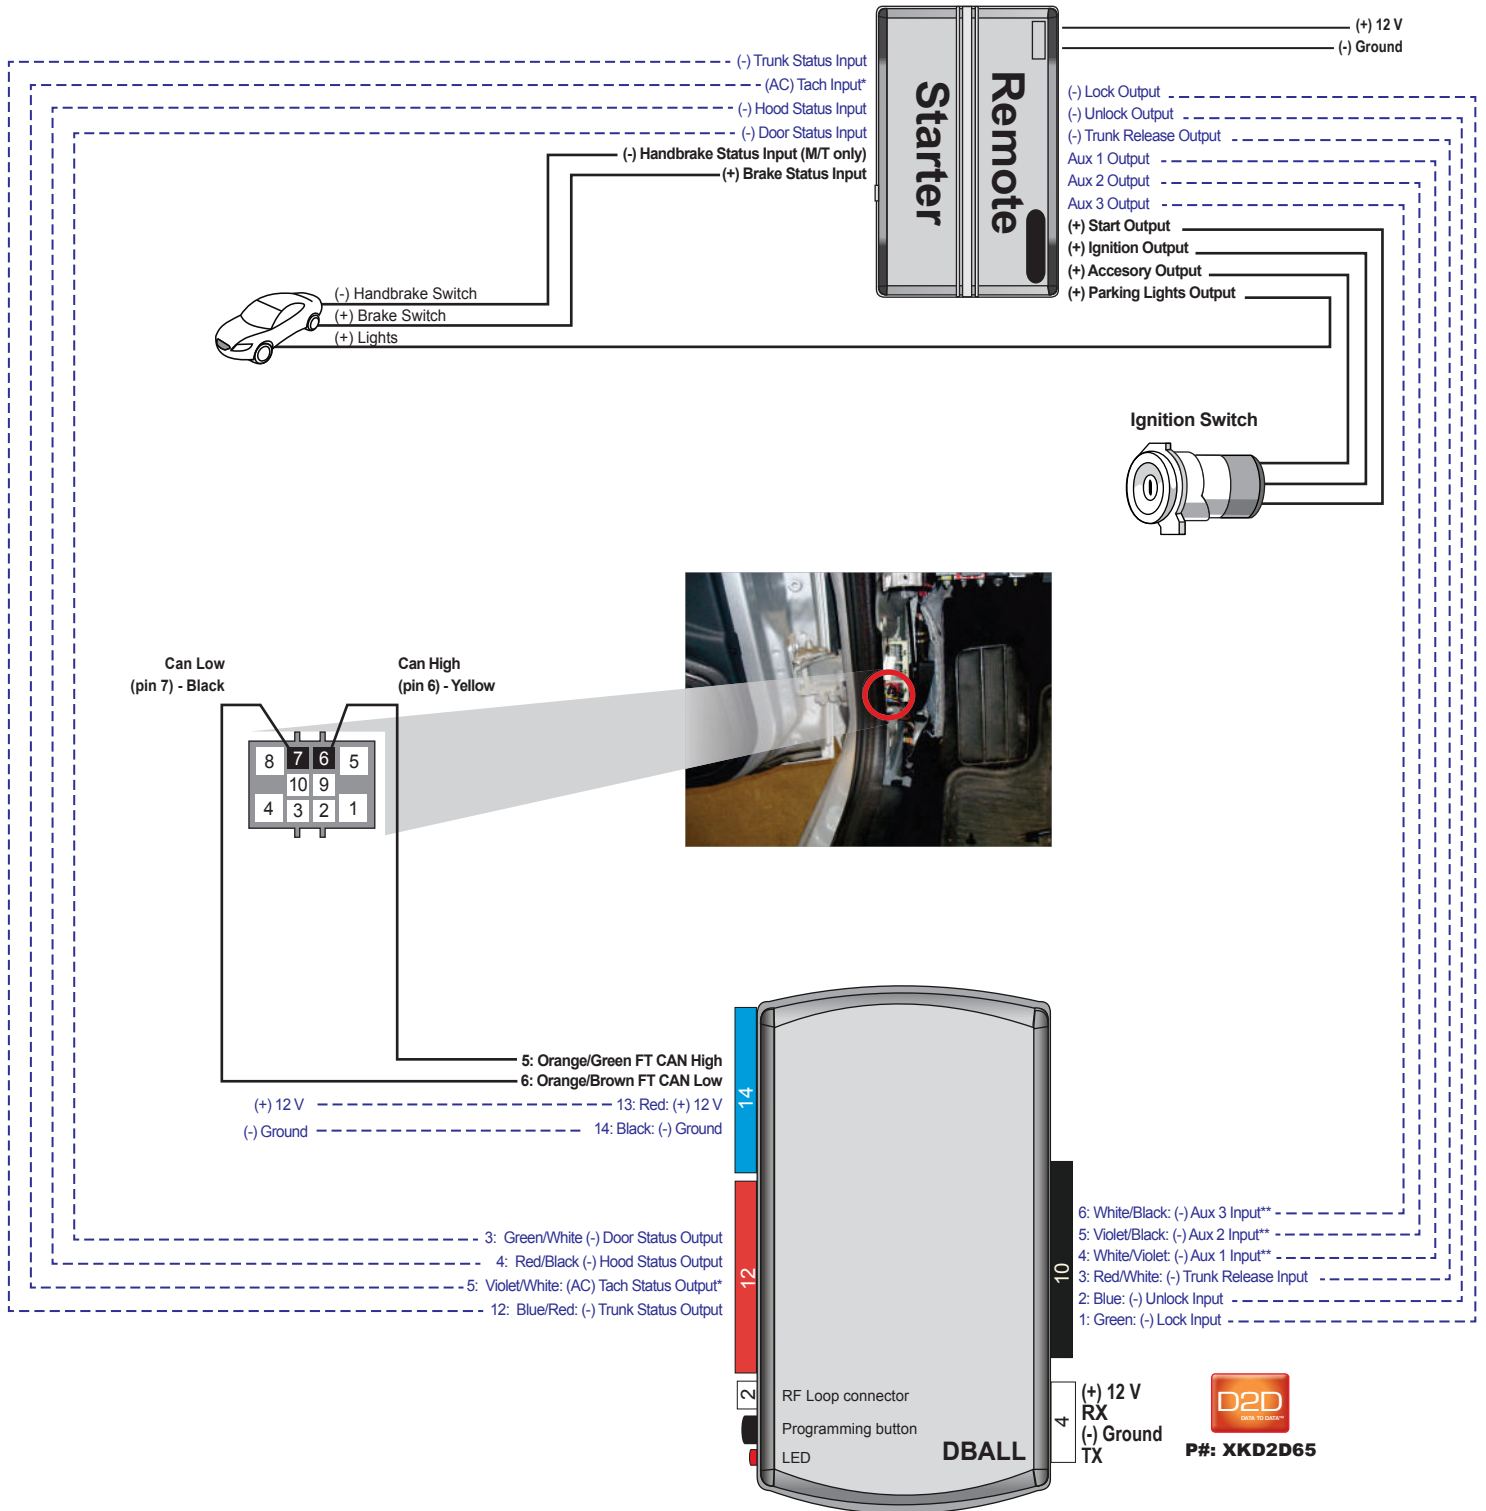 (+) 12 V
(-) Ground
(-) Trunk Status Input
(AC) Tach Input*
(-) Hood Status Input
(-) Door Status Input
(-) Handbrake Status Input (M/T only)
(+) Brake Status Input
Remote
Starter
(-) Lock Output
(-) Unlock Output
(-) Trunk Release Output
Aux 1 Output
Aux 2 Output
Aux 3 Output
(+) Start Output
(+) Ignition Output
(+) Accesory Output
(+) Parking Lights Output
(-) Handbrake Switch
(+) Brake Switch
(+) Lights
Ignition Switch
Can Low
(pin 7) - Black
Can High
(pin 6) - Yellow
8 7 6 5
10 9
4 3 2 1
5: Orange/Green FT CAN High
6: Orange/Brown FT CAN Low
(+) 12 V
13: Red: (+) 12 V
(-) Ground
14: Black: (-) Ground
14
3: Green/White (-) Door Status Output
4: Red/Black (-) Hood Status Output
5: Violet/White: (AC) Tach Status Output*
12: Blue/Red: (-) Trunk Status Output
12
6: White/Black: (-) Aux 3 Input**
5: Violet/Black: (-) Aux 2 Input**
4: White/Violet: (-) Aux 1 Input**
3: Red/White: (-) Trunk Release Input
2: Blue: (-) Unlock Input
1: Green: (-) Lock Input
10
2
RF Loop connector
Programming button
LED
DBALL
4
(+) 12 V
RX
(-) Ground
TX
D2D
DATA TO DATA™
P#: XKD2D65